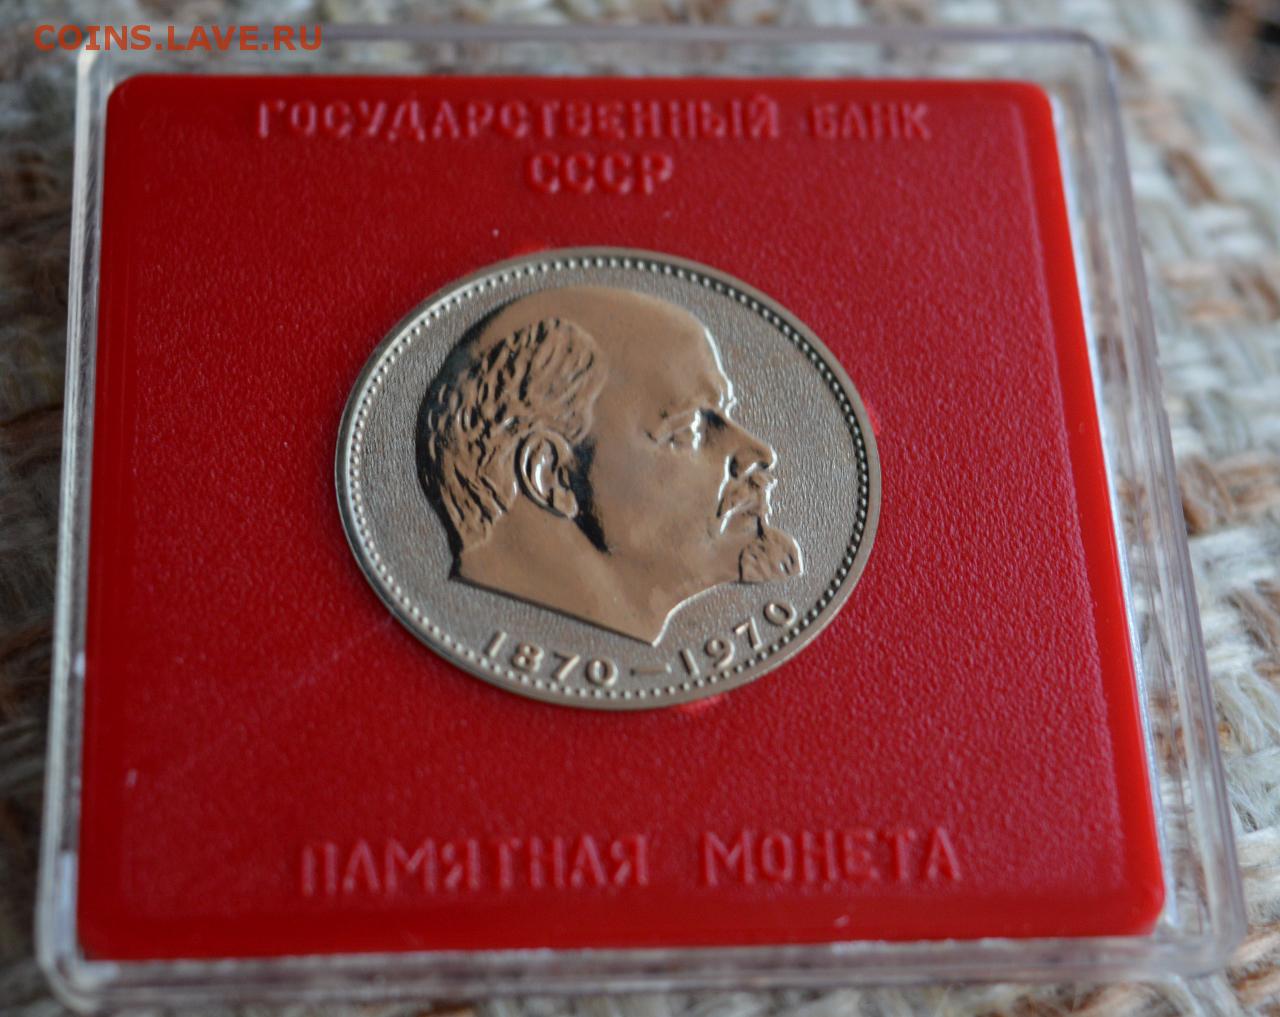 COINS.LAVE.RU
ГОСУДАРСТВЕННЫЙ БАНК
СССР
1870—1970
ПАМЯТНАЯ МОНЕТА